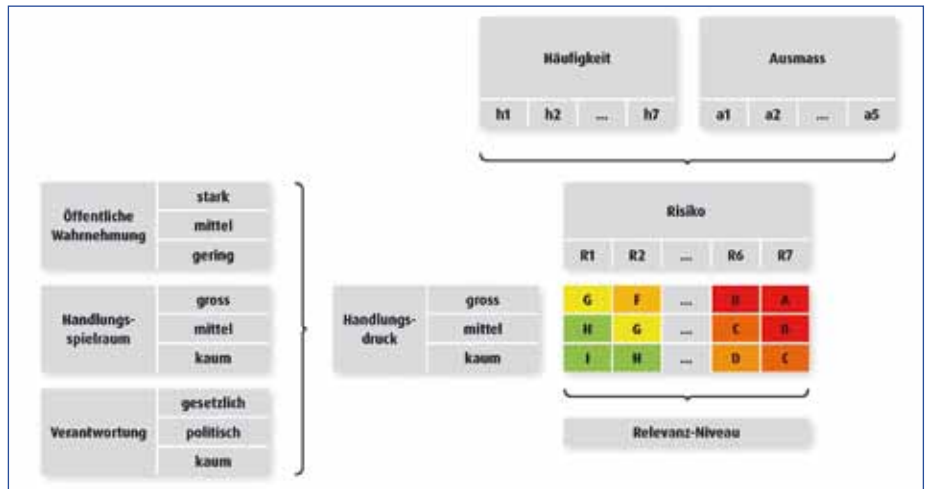 Häufigkeit
Ausmass
h1 h2 ... h7
a1 a2 ... a5
Öffentliche Wahrnehmung
stark
mittel
gering
Risiko
R1 R2 ... R6 R7
Handlungs-
spielraum
gross
mittel
kaum
Handlungs-
druck
gross
mittel
kaum
G F ... B A
H G ... C B
I H ... D C
Verantwortung
gesetzlich
politisch
kaum
Relevanz-Niveau